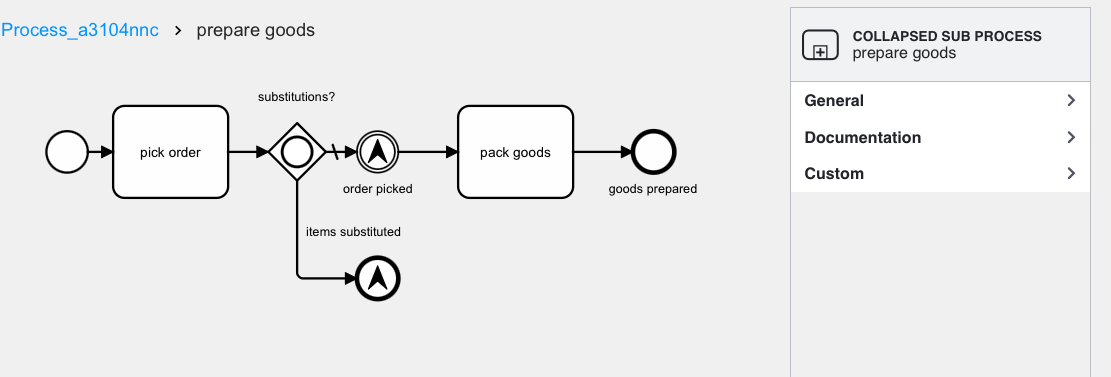 Process_a3104nnc > prepare goods
COLLAPSED SUB PROCESS
prepare goods
General
Documentation
Custom
substitutions?
pick order
order picked
pack goods
goods prepared
items substituted